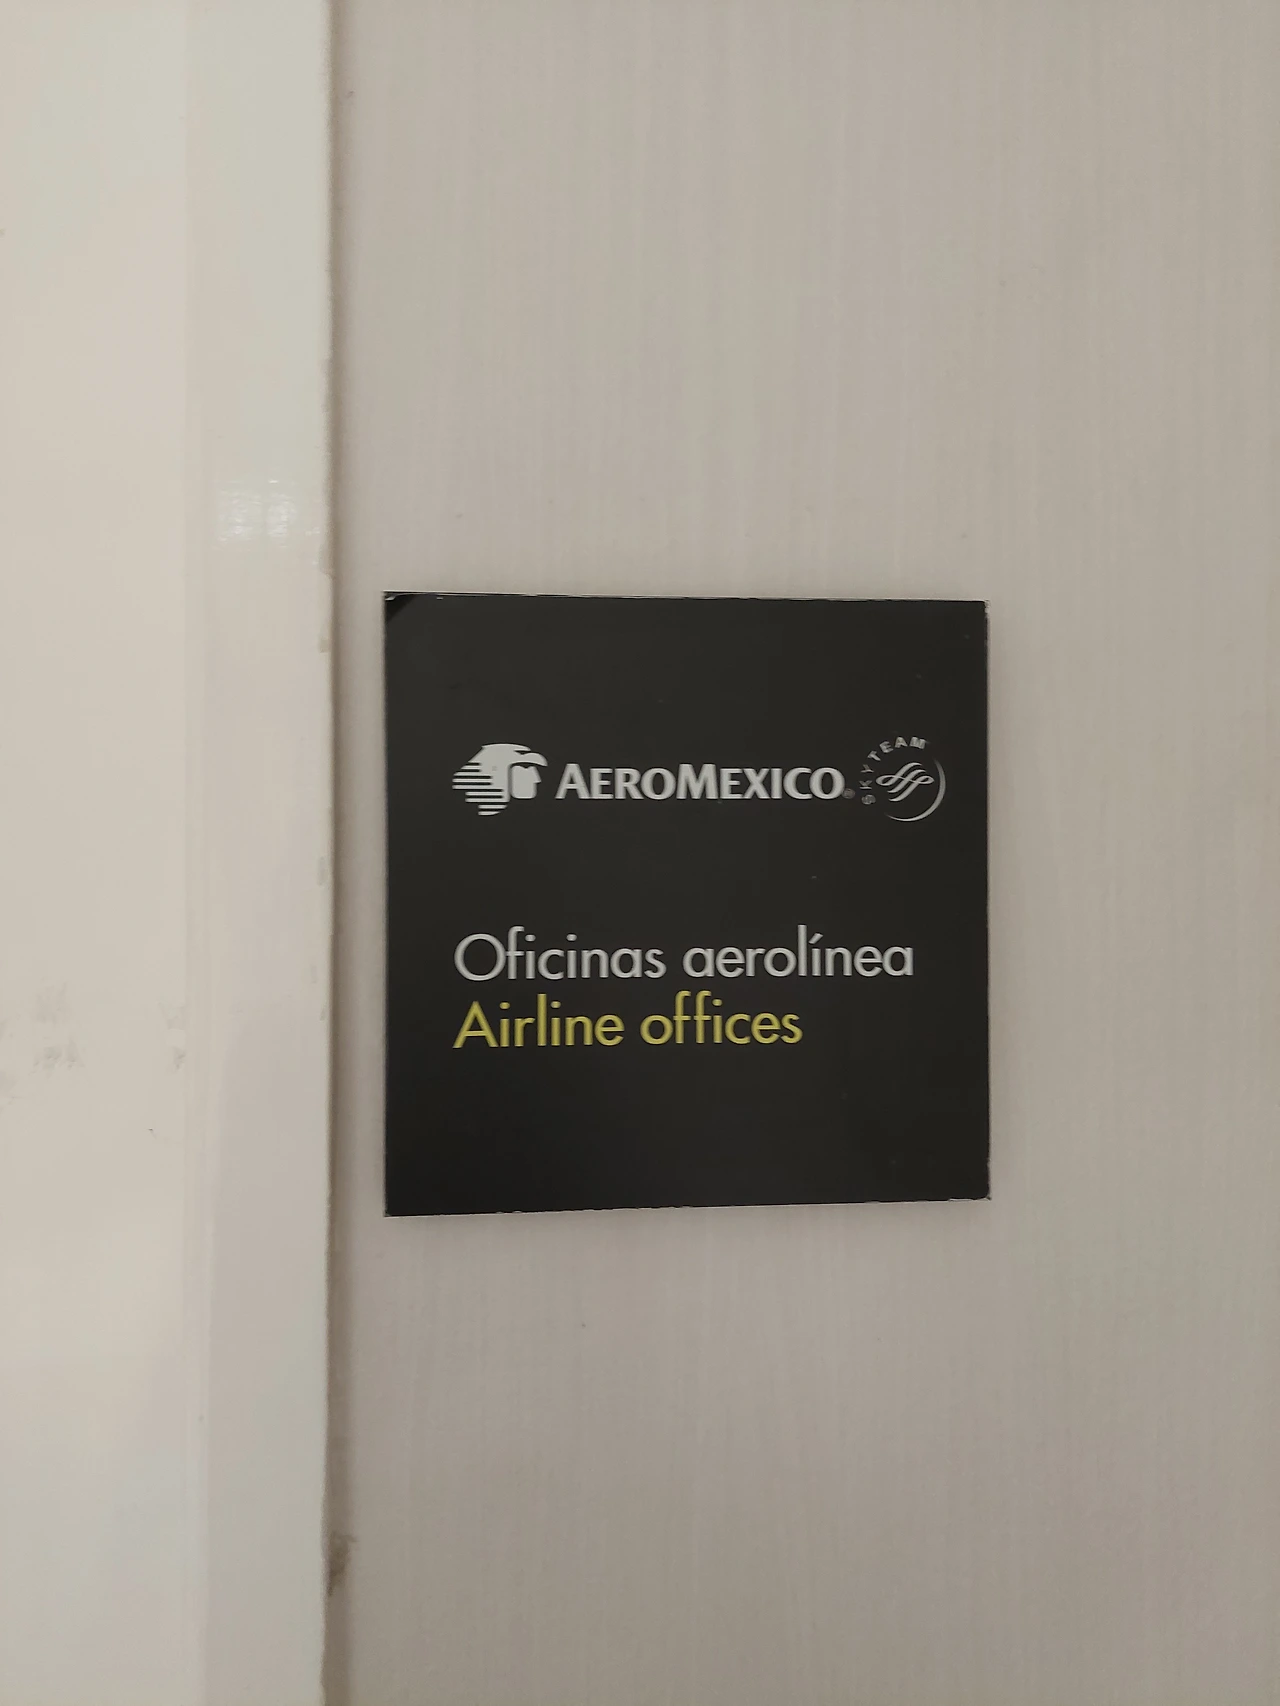 AEROMEXICO® SKYTEAM
Oficinas aerolínea
Airline offices